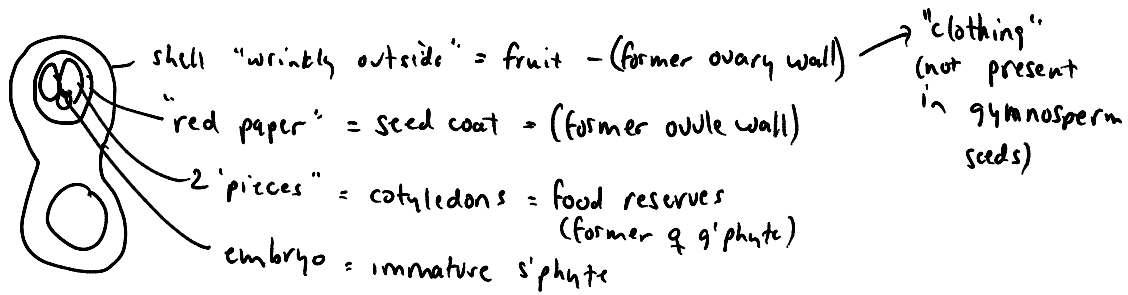 shell "wrinkly outside" = fruit - (former ovary wall) → "clothing"
(not present
in gymnosperm
seeds)
"red paper" = seed coat = (former ovule wall)
2 "pieces" = cotyledons = food reserves
(former ♀ g'phyte)
embryo = immature s'phyte